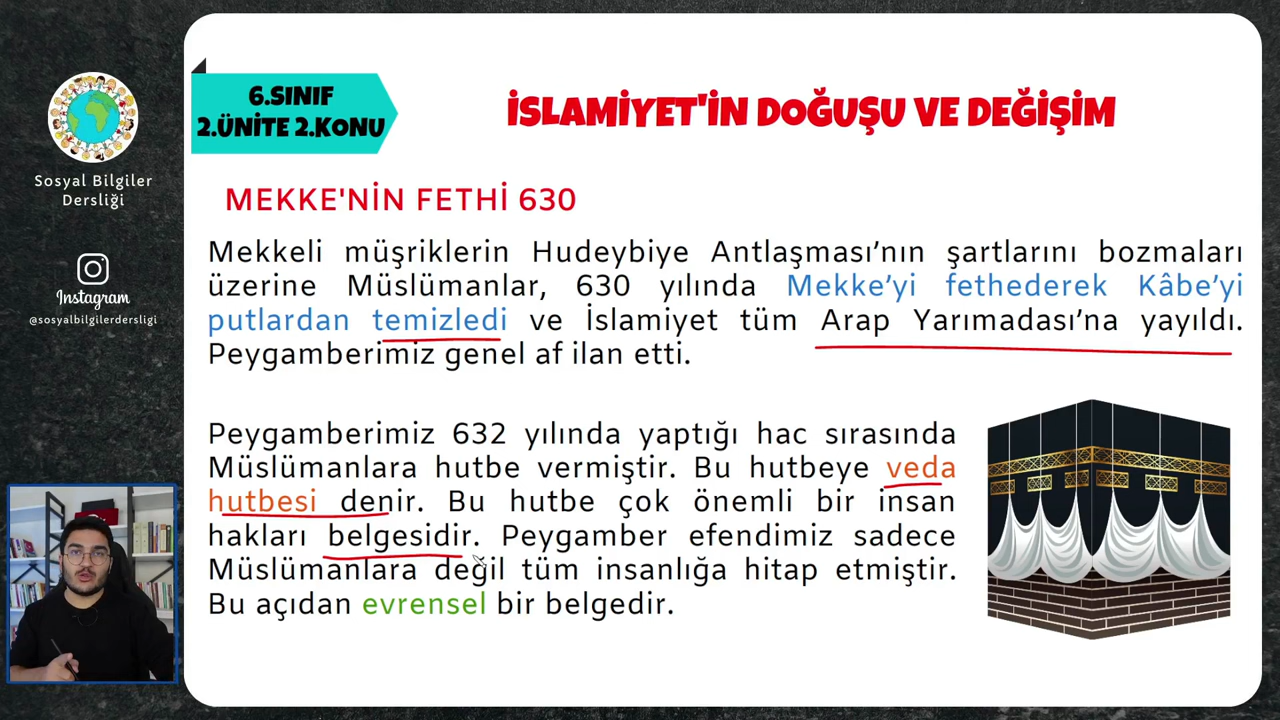 6.SINIF
2.ÜNİTE 2.KONU
İSLAMİYET'İN DOĞUŞU VE DEĞİŞİM
Sosyal Bilgiler
Dersliği
Instagram
@sosyalbilgilerdersligi
MEKKE'NİN FETHİ 630
Mekkeli müşriklerin Hudeybiye Antlaşması’nın şartlarını bozmaları
üzerine Müslümanlar, 630 yılında Mekke’yi fethederek Kâbe’yi
putlardan temizledi ve İslamiyet tüm Arap Yarımadası’na yayıldı.
Peygamberimiz genel af ilan etti.
Peygamberimiz 632 yılında yaptığı hac sırasında
Müslümanlara hutbe vermiştir. Bu hutbeye veda
hutbesi denir. Bu hutbe çok önemli bir insan
hakları belgesidir. Peygamber efendimiz sadece
Müslümanlara değil tüm insanlığa hitap etmiştir.
Bu açıdan evrensel bir belgedir.